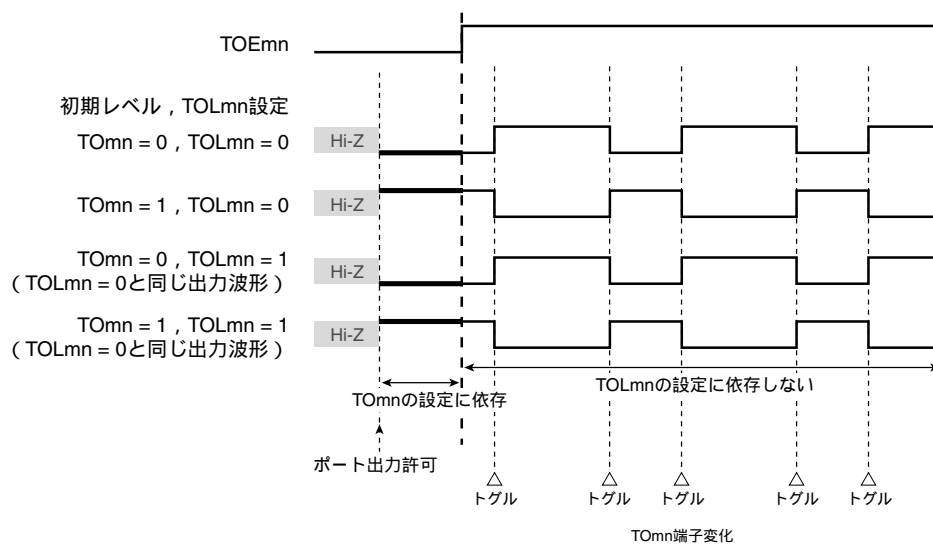 TOEmn
初期レベル , TOLmn設定
TOmn = 0 , TOLmn = 0
Hi-Z
TOmn = 1 , TOLmn = 0
Hi-Z
TOmn = 0 , TOLmn = 1
( TOLmn = 0と同じ出力波形 )
Hi-Z
TOmn = 1 , TOLmn = 1
( TOLmn = 0と同じ出力波形 )
Hi-Z
TOLmnの設定に依存しない
TOmnの設定に依存
ポート出力許可
トグル トグル トグル トグル トグル
TOmn端子変化